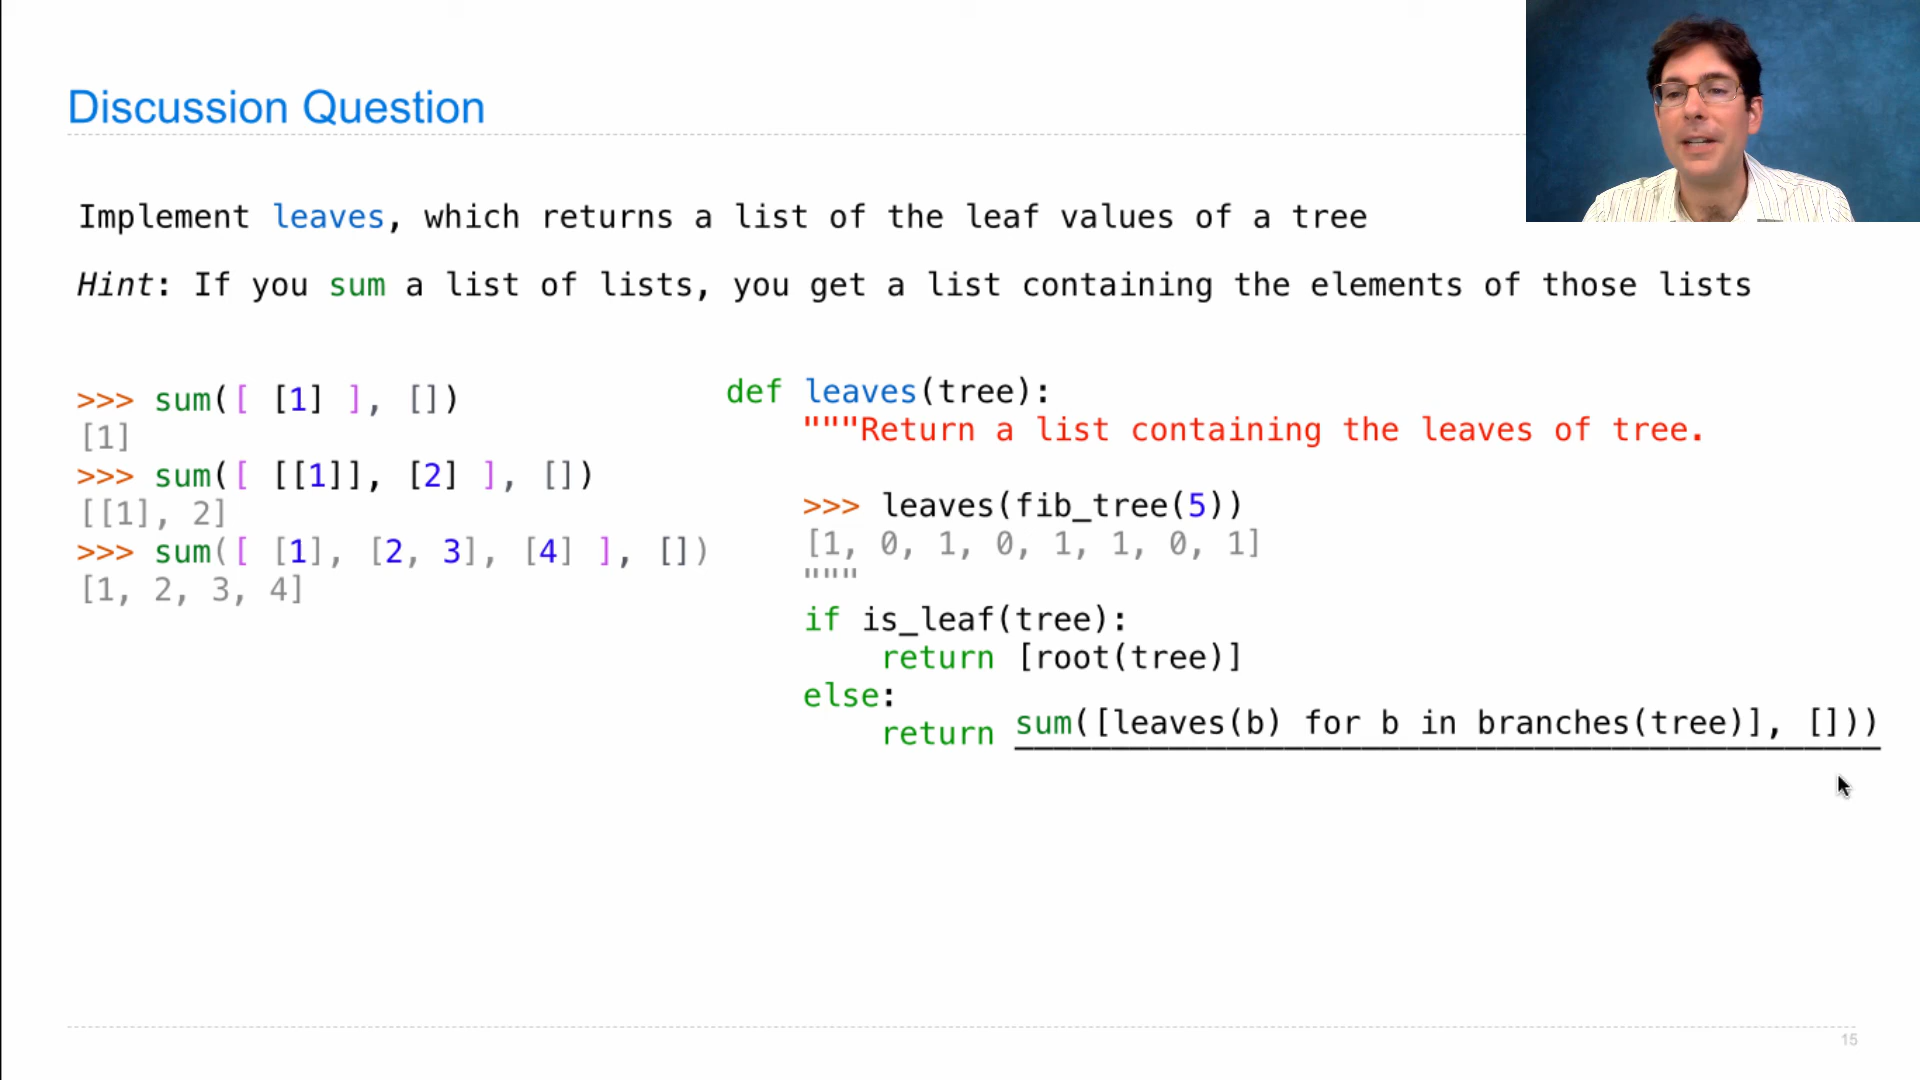 Discussion Question
Implement leaves, which returns a list of the leaf values of a tree
Hint: If you sum a list of lists, you get a list containing the elements of those lists
>>> sum([ [1] ], [])
[1]
>>> sum([ [[1]], [2] ], [])
[[1], 2]
>>> sum([ [1], [2, 3], [4] ], [])
[1, 2, 3, 4]
def leaves(tree):
"""Return a list containing the leaves of tree.
>>> leaves(fib_tree(5))
[1, 0, 1, 0, 1, 1, 0, 1]
"""
if is_leaf(tree):
return [root(tree)]
else:
return sum([leaves(b) for b in branches(tree)], []))
15